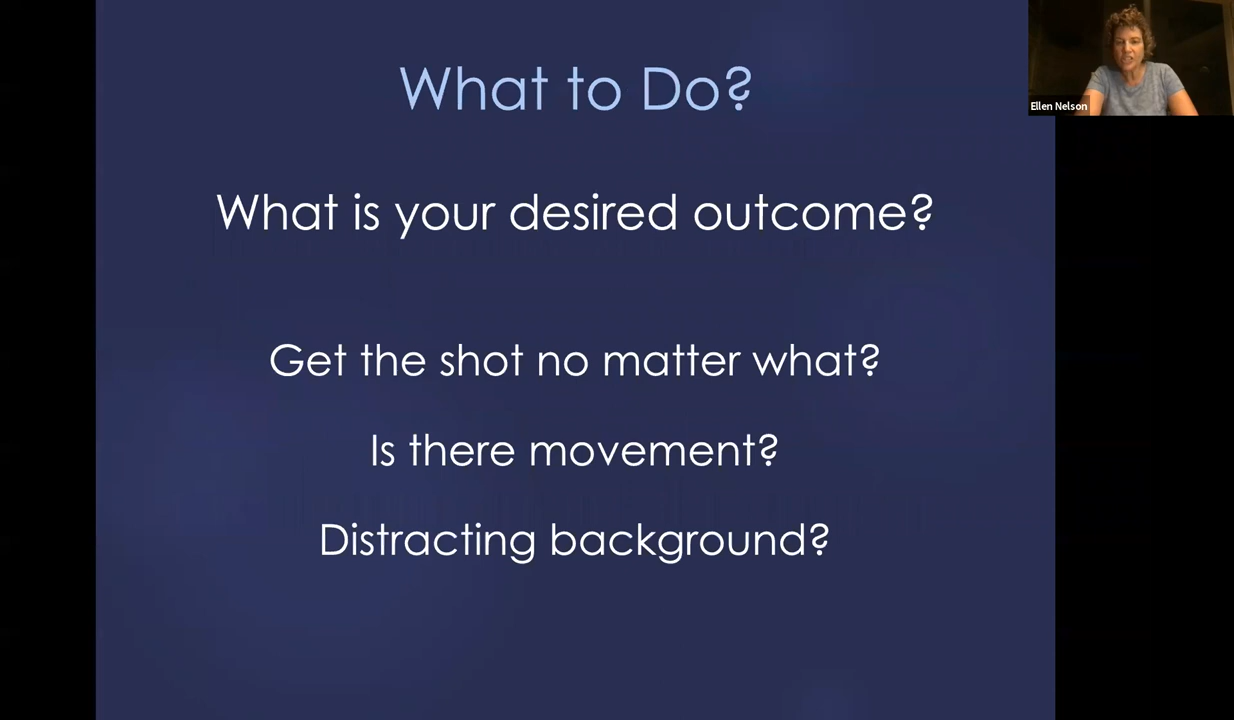 What to Do?
Ellen Nelson
What is your desired outcome?
Get the shot no matter what?
Is there movement?
Distracting background?